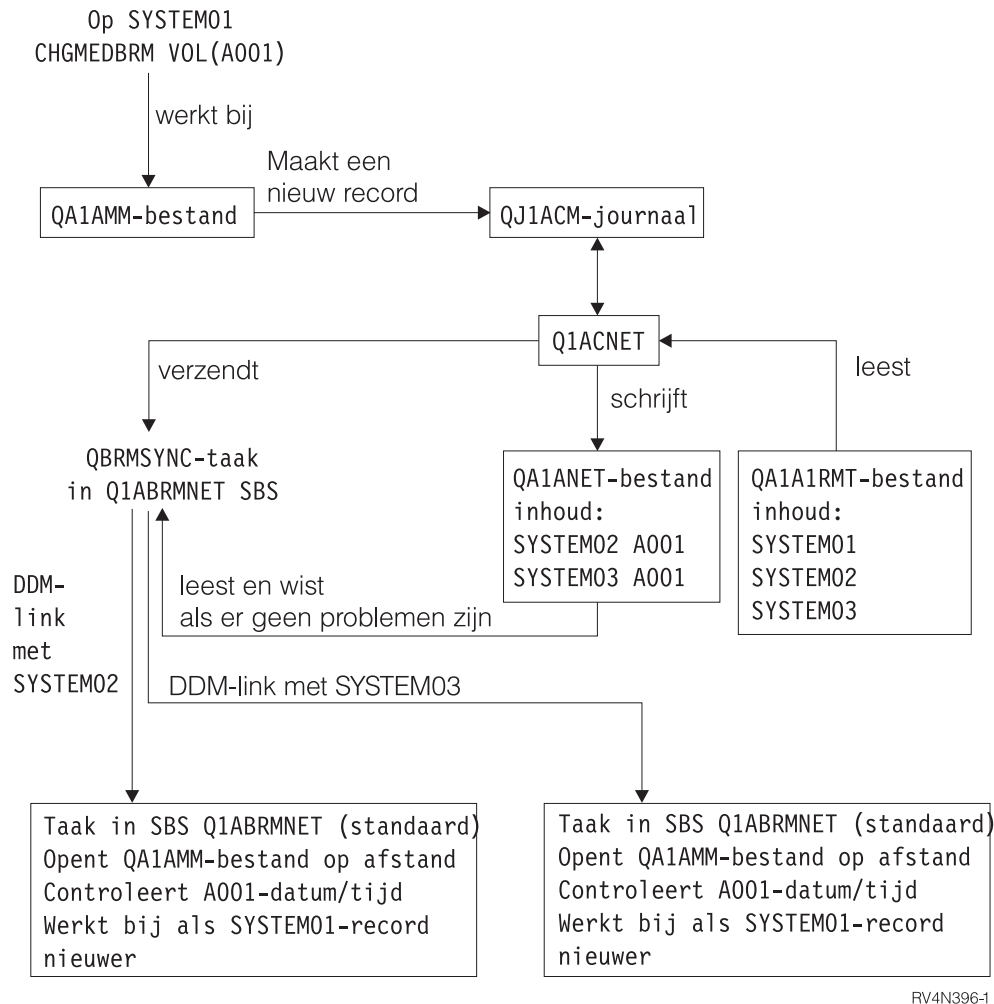 Op SYSTEM01
CHGMEDBRM VOL(A001)
werkt bij
Maakt een
nieuw record
QA1AMM-bestand
QJ1ACM-journaal
Q1ACNET
verzendt
leest
schrijft
QBRMSYNC-taak
in Q1ABRMNET SBS
QA1ANET-bestand
inhoud:
SYSTEM02 A001
SYSTEM03 A001
QA1A1RMT-bestand
inhoud:
SYSTEM01
SYSTEM02
SYSTEM03
DDM-
link
met
SYSTEM02
leest en wist
als er geen problemen zijn
DDM-link met SYSTEM03
Taak in SBS Q1ABRMNET (standaard)
Opent QA1AMM-bestand op afstand
Controleert A001-datum/tijd
Werkt bij als SYSTEM01-record
nieuwer
Taak in SBS Q1ABRMNET (standaard)
Opent QA1AMM-bestand op afstand
Controleert A001-datum/tijd
Werkt bij als SYSTEM01-record
nieuwer
RV4N396-1